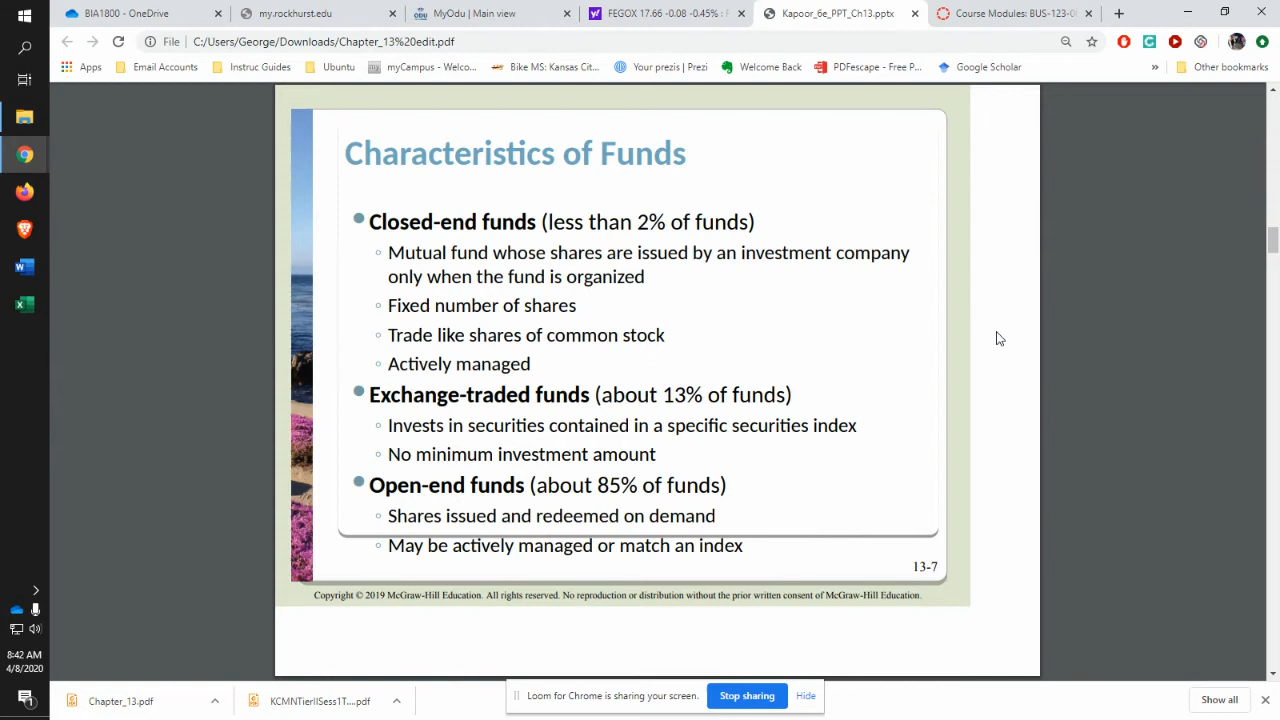 BIA1800 - OneDrive
my.rockhurst.edu
MyOdu | Main view
FEGOX 17.66 -0.08 -0.45% : F
Kapoor_6e_PPT_Ch13.pptx
Course Modules: BUS-123-0
File
C:/Users/George/Downloads/Chapter_13%20edit.pdf
Apps
Email Accounts
Instruc Guides
Ubuntu
myCampus - Welco...
Bike MS: Kansas Cit...
Your prezis | Prezi
Welcome Back
PDFescape - Free P...
Google Scholar
»
Other bookmarks
Characteristics of Funds
Closed-end funds (less than 2% of funds)
Mutual fund whose shares are issued by an investment company
only when the fund is organized
Fixed number of shares
Trade like shares of common stock
Actively managed
Exchange-traded funds (about 13% of funds)
Invests in securities contained in a specific securities index
No minimum investment amount
Open-end funds (about 85% of funds)
Shares issued and redeemed on demand
May be actively managed or match an index
13-7
Copyright © 2019 McGraw-Hill Education. All rights reserved. No reproduction or distribution without the prior written consent of McGraw-Hill Education.
8:42 AM
4/8/2020
Chapter_13.pdf
KCMNTierIISess1T....pdf
Loom for Chrome is sharing your screen.
Stop sharing
Hide
Show all